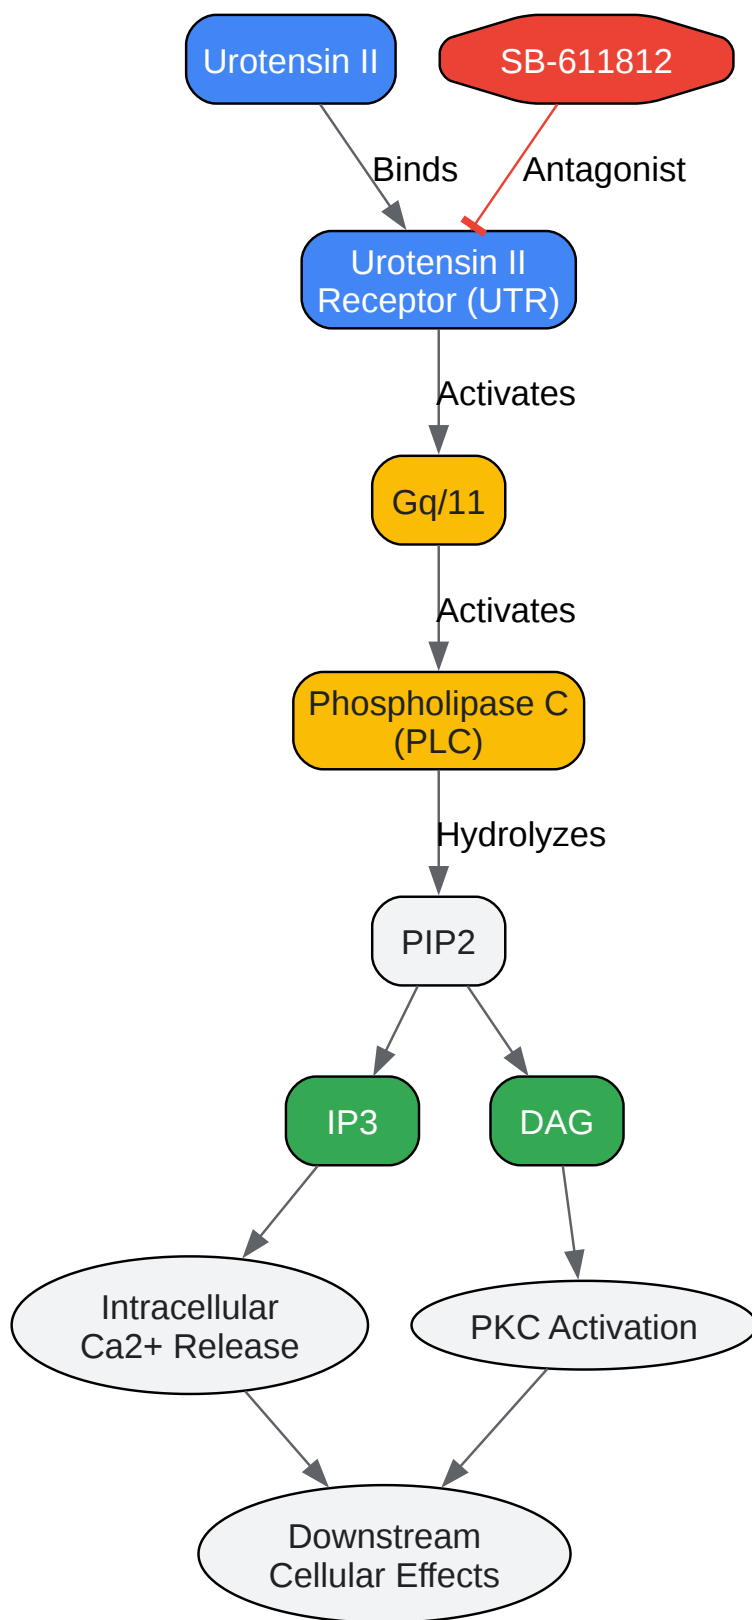 Urotensin II
SB-611812
Binds
Antagonist
Urotensin II
Receptor (UTR)
Activates
Gq/11
Activates
Phospholipase C
(PLC)
Hydrolyzes
PIP2
IP3
DAG
Intracellular
Ca2+ Release
PKC Activation
Downstream
Cellular Effects